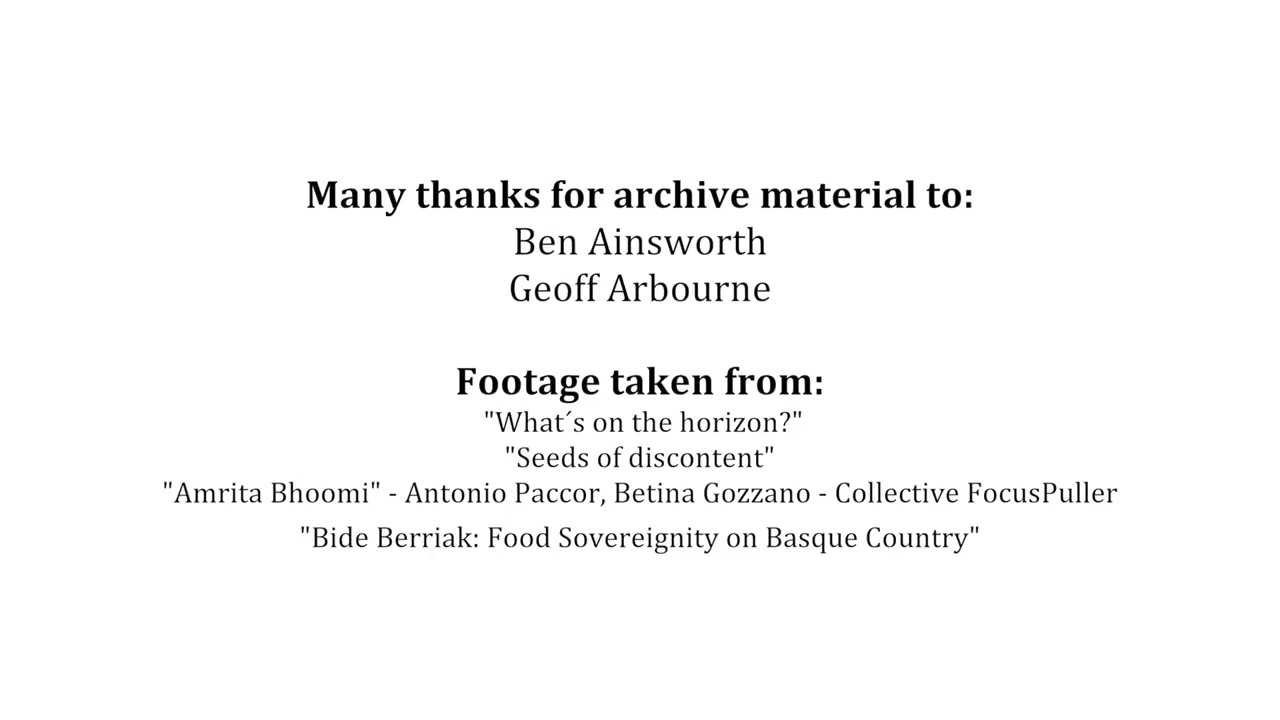 Many thanks for archive material to:
Ben Ainsworth
Geoff Arbourne
Footage taken from:
"What´s on the horizon?"
"Seeds of discontent"
"Amrita Bhoomi" - Antonio Paccor, Betina Gozzano - Collective FocusPuller
"Bide Berriak: Food Sovereignity on Basque Country"